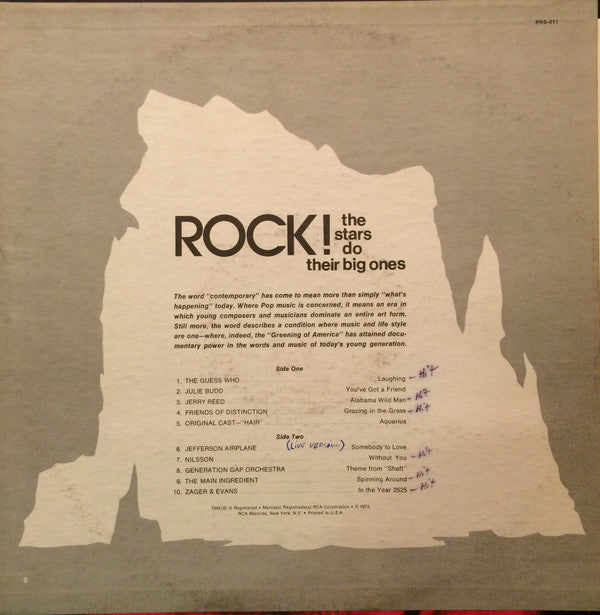 PRS-411
ROCK! the
stars
do
their big ones
The word "contemporary" has come to mean more than simply "what's
happening" today. Where Pop music is concerned, it means an era in
which young composers and musicians dominate an entire art form.
Still more, the word describes a condition where music and life style
are one—where, indeed, the "Greening of America" has attained docu-
mentary power in the words and music of today's young generation.
Side One
1. THE GUESS WHO Laughing - Hit
2. JULIE BUDD You've Got a Friend
3. JERRY REED Alabama Wild Man - Hit
4. FRIENDS OF DISTINCTION Grazing in the Grass - Hit
5. ORIGINAL CAST—"HAIR" Aquarius
Side Two
6. JEFFERSON AIRPLANE (LIVE VERSION) Somebody to Love
7. NILSSON Without You - Hit
8. GENERATION GAP ORCHESTRA Theme from "Shaft"
9. THE MAIN INGREDIENT Spinning Around - Hit
10. ZAGER & EVANS In the Year 2525 - Hit
TMK(S) ® Registered • Marca(s) Registrada(s) RCA Corporation • © 1972,
RCA Records, New York, N.Y. • Printed in U.S.A.
6